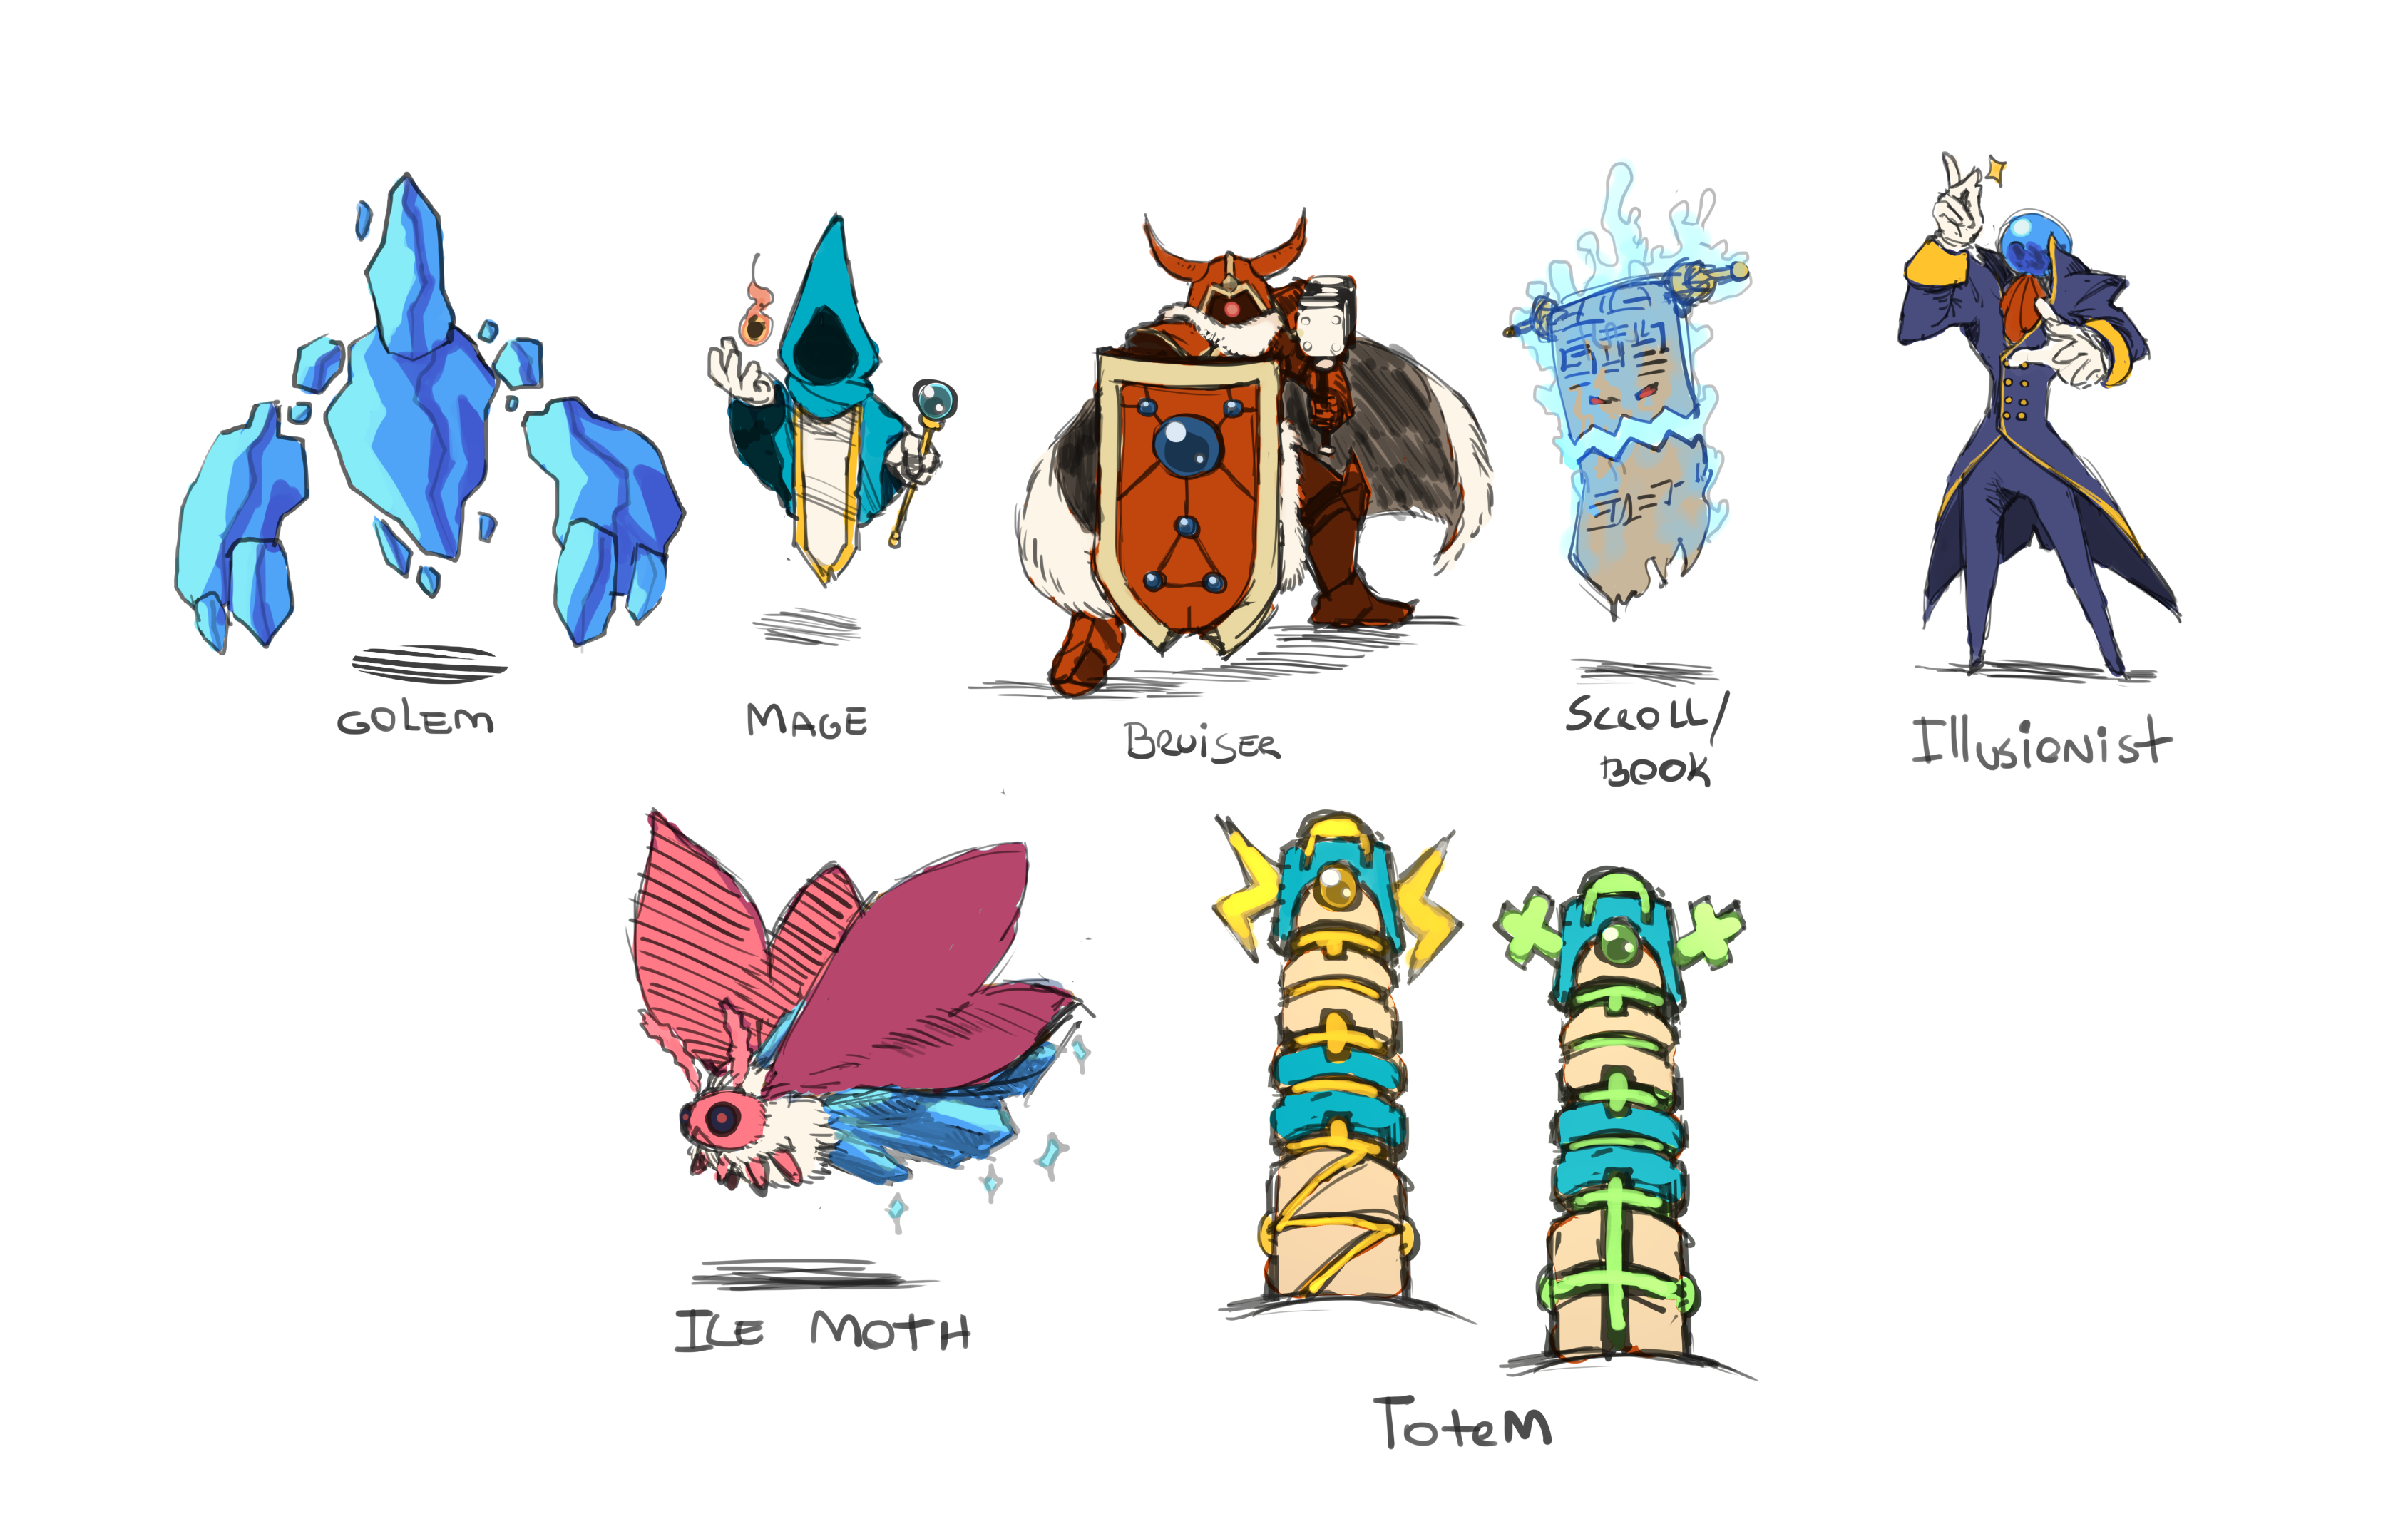 GOLEM
MAGE
BRUISER
SCROLL/
BOOK
Illusionist
ICE MOTH
Totem